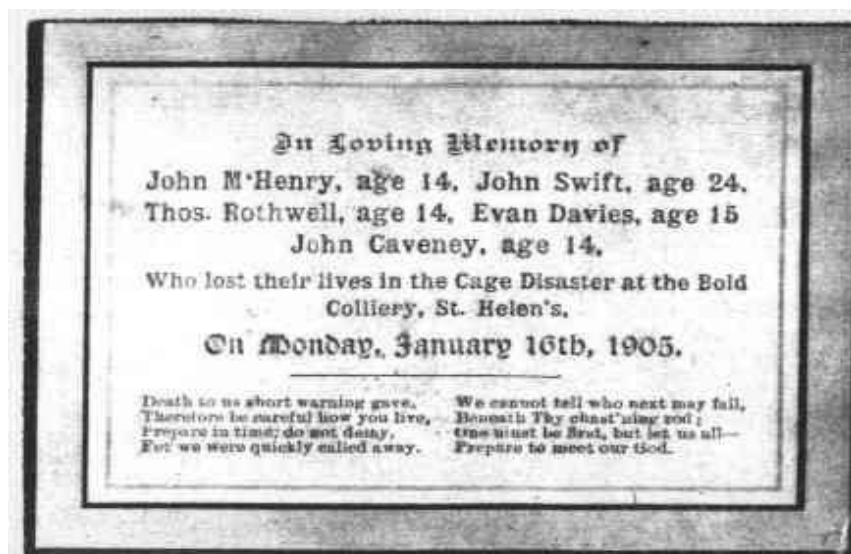 In Loving Memory of
John M'Henry, age 14, John Swift, age 24,
Thos. Rothwell, age 14, Evan Davies, age 15
John Caveney, age 14,
Who lost their lives in the Cage Disaster at the Bold
Colliery, St. Helen's,
On Monday, January 16th, 1905.
Death to us short warning gave,
Therefore be careful how you live,
Prepare in time; do not delay,
For we were quickly called away.
We cannot tell who next may fall,
Beneath Thy chast'ning rod;
One must be first, but let us all—
Prepare to meet our God.